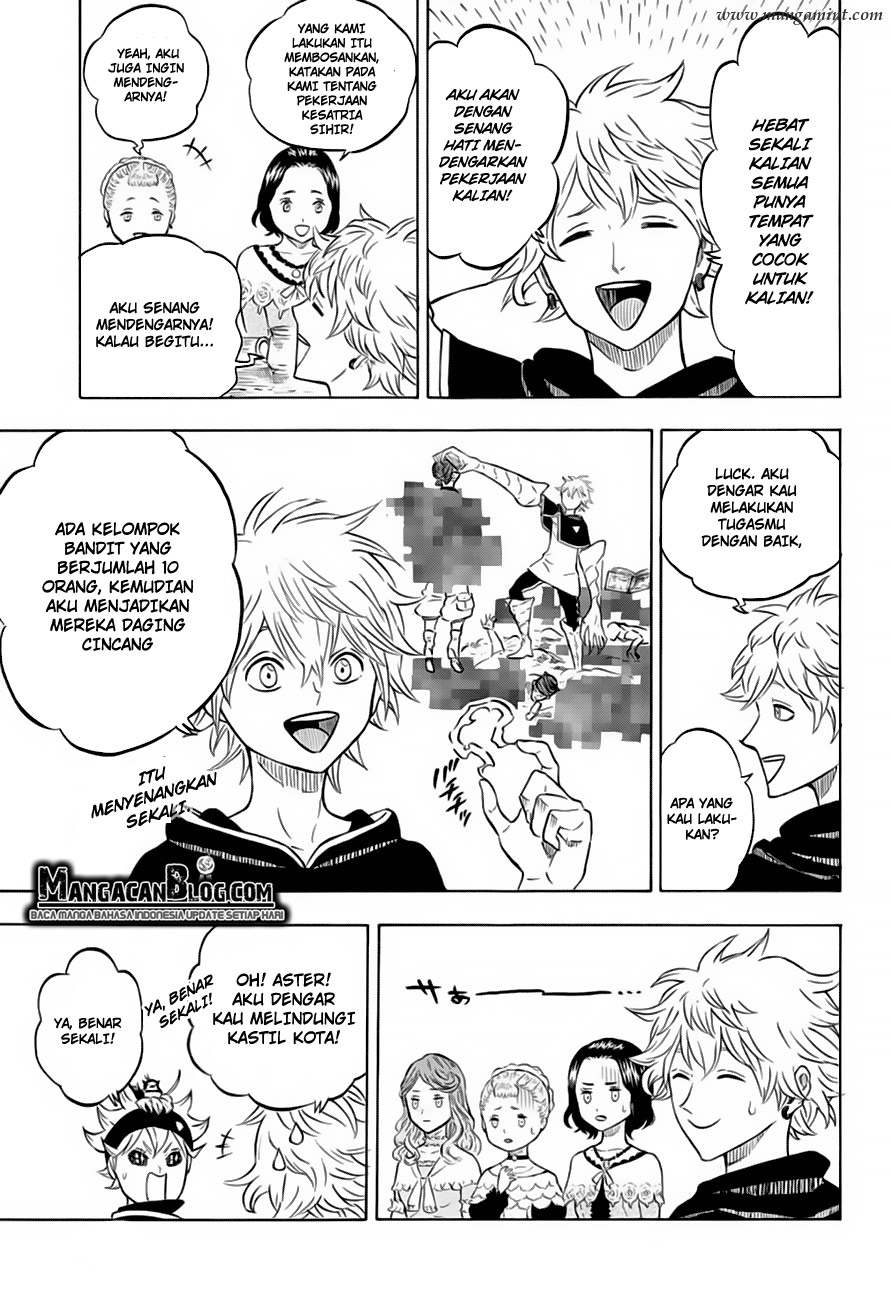 www.mangamint.com
HEBAT
SEKALI
KALIAN
SEMUA
PUNYA
TEMPAT
YANG
COCOK
UNTUK
KALIAN!
AKU AKAN
DENGAN
SENANG
HATI MEN-
DENGARKAN
PEKERJAAN
KALIAN!
YANG KAMI
LAKUKAN ITU
MEMBOSANKAN,
KATAKAN PADA
KAMI TENTANG
PEKERJAAN
KESATRIA
SIHIR!
YEAH, AKU
JUGA INGIN
MENDENG-
ARNYA!
AKU SENANG
MENDENGARNYA!
KALAU BEGITU...
LUCK. AKU
DENGAR KAU
MELAKUKAN
TUGASMU
DENGAN BAIK,
APA YANG
KAU LAKU-
KAN?
ADA KELOMPOK
BANDIT YANG
BERJUMLAH 10
ORANG, KEMUDIAN
AKU MENJADIKAN
MEREKA DAGING
CINCANG
ITU
MENYENANGKAN
SEKALI.
MANGACANBLOG.COM
BACA MANGA BAHASA INDONESIA UPDATE SETIAP HARI
サぁ――…
OH! ASTER!
AKU DENGAR
KAU MELINDUNGI
KASTIL KOTA!
YA, BENAR
SEKALI!
YA, BENAR
SEKALI!